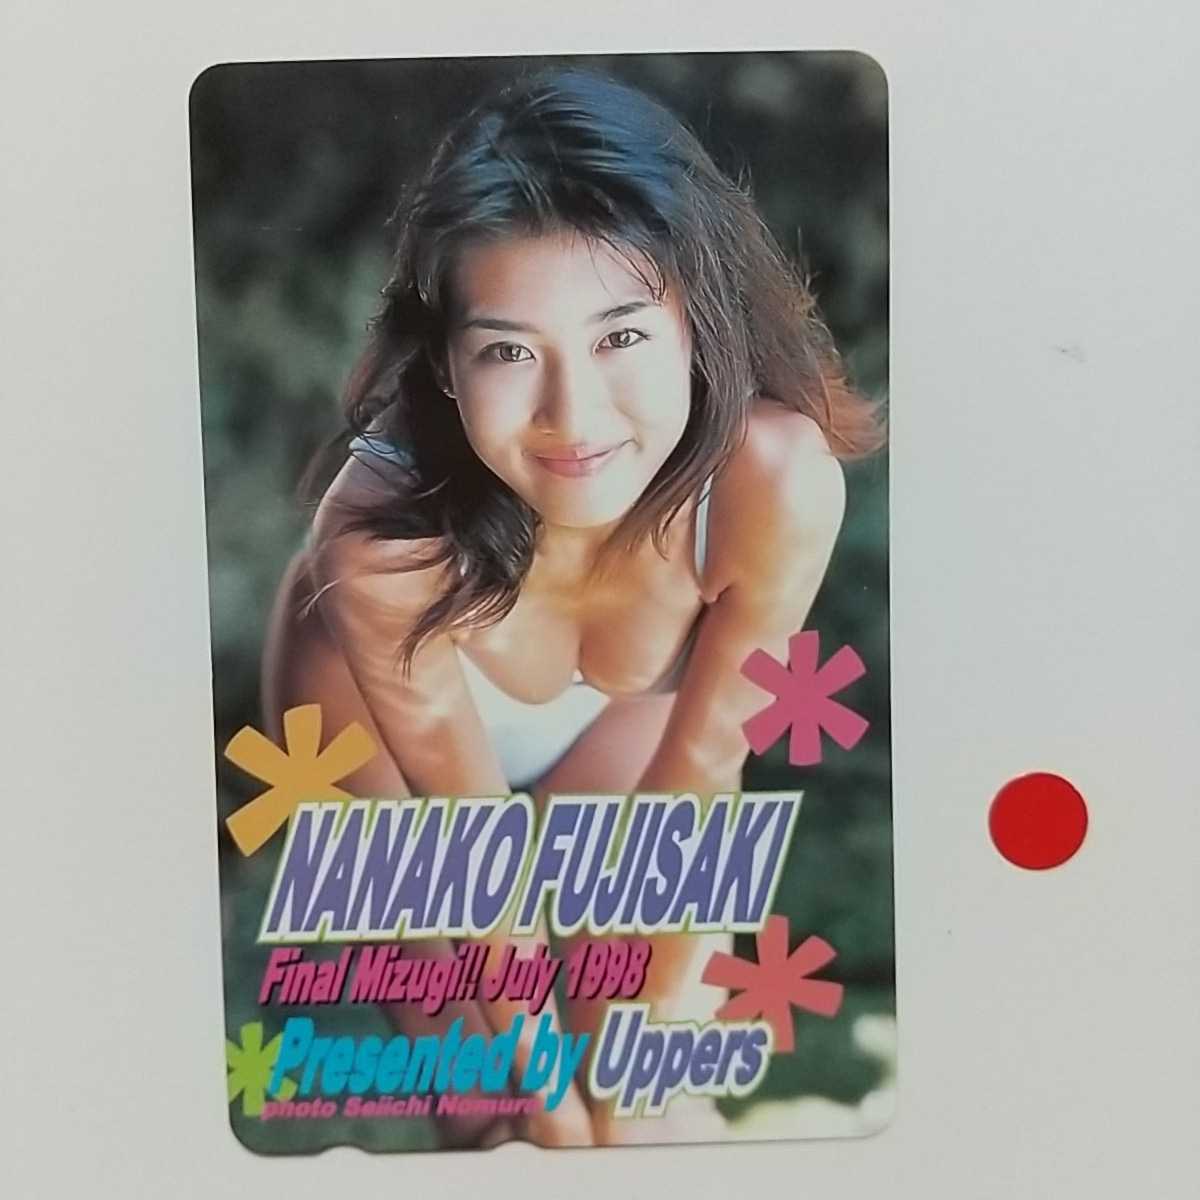 NANAKO FUJISAKI
Final Mizugi!! July 1998
Presented by Uppers
photo Seiichi Nomura